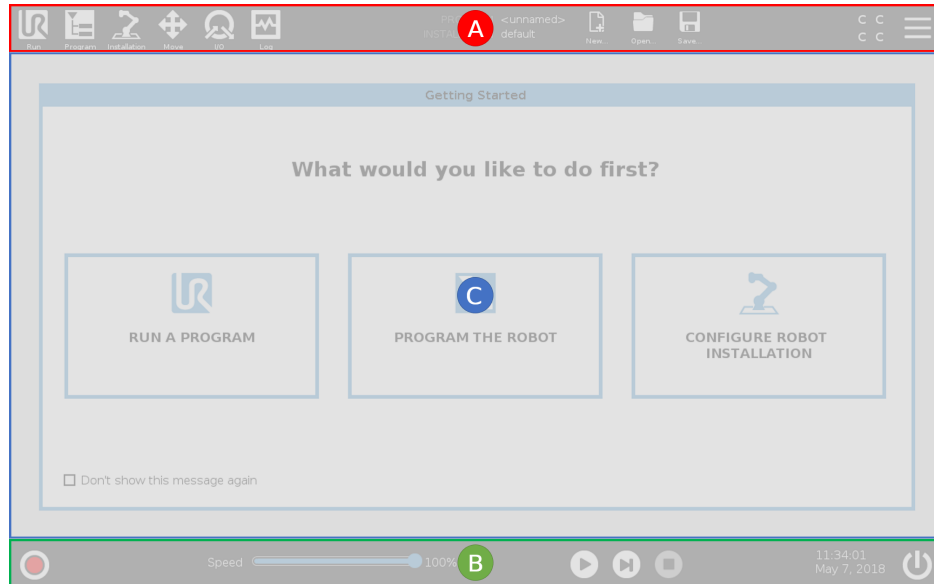 Run Program Installation Move I/O Log
PR A <unnamed>
INSTAL default
New... Open... Save...
C C
C C
Getting Started
What would you like to do first?
C
RUN A PROGRAM
PROGRAM THE ROBOT
CONFIGURE ROBOT
INSTALLATION
Don't show this message again
Speed 100% B
11:34:01
May 7, 2018